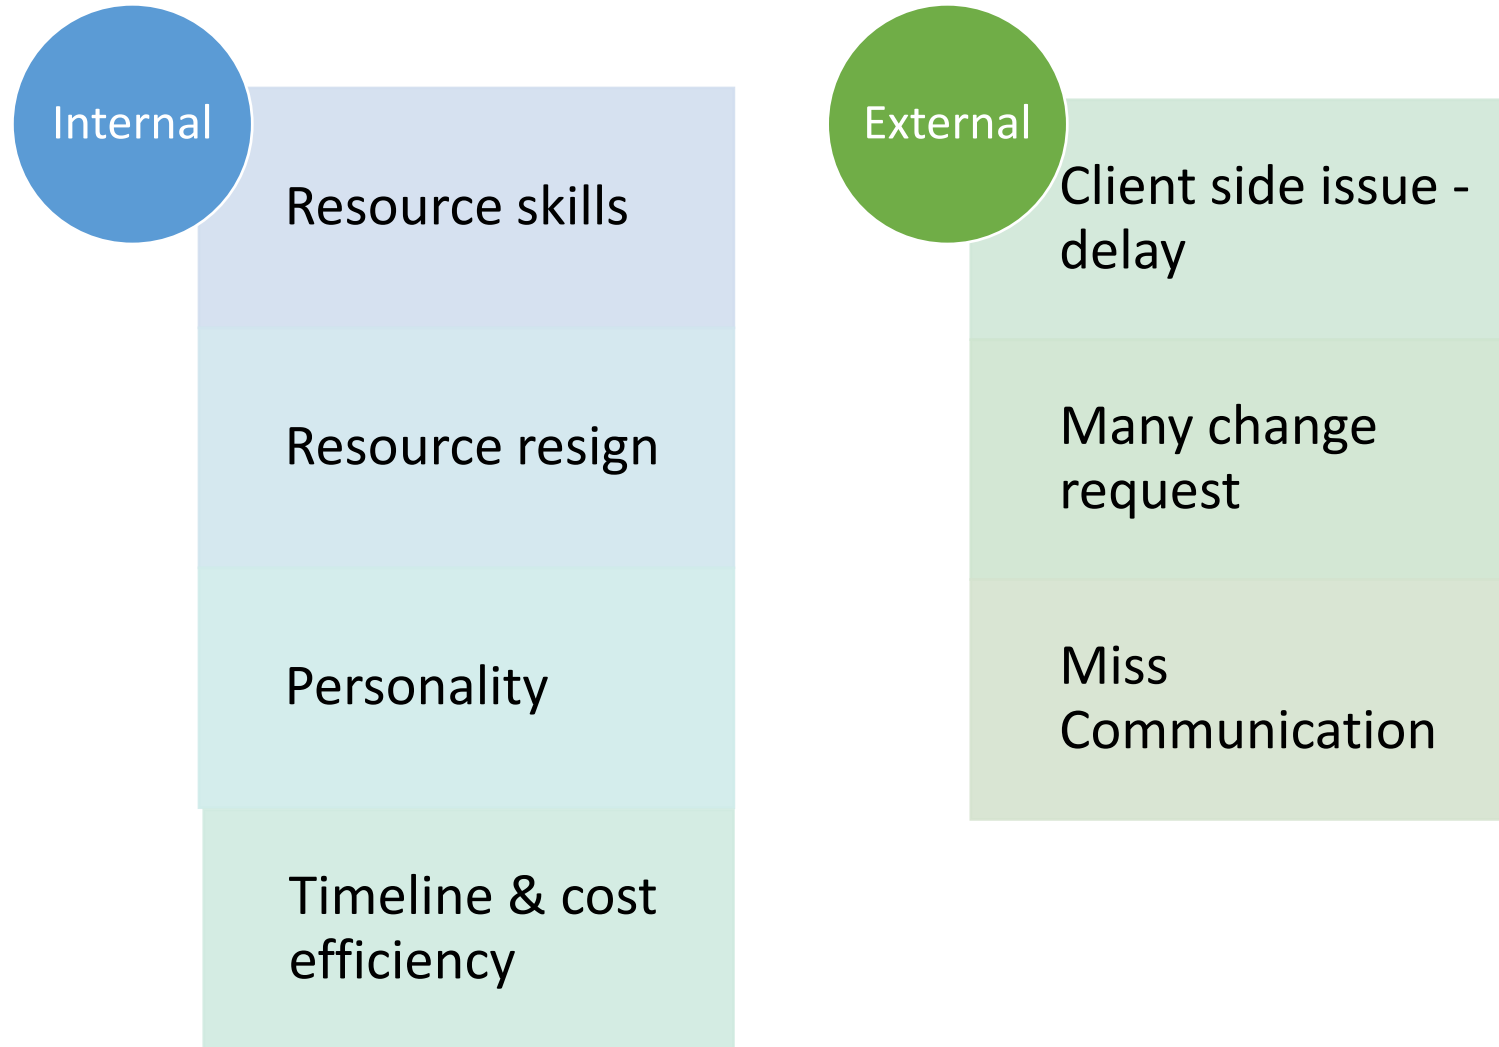 Internal
Resource skills
Resource resign
Personality
Timeline & cost
efficiency
External
Client side issue -
delay
Many change
request
Miss
Communication